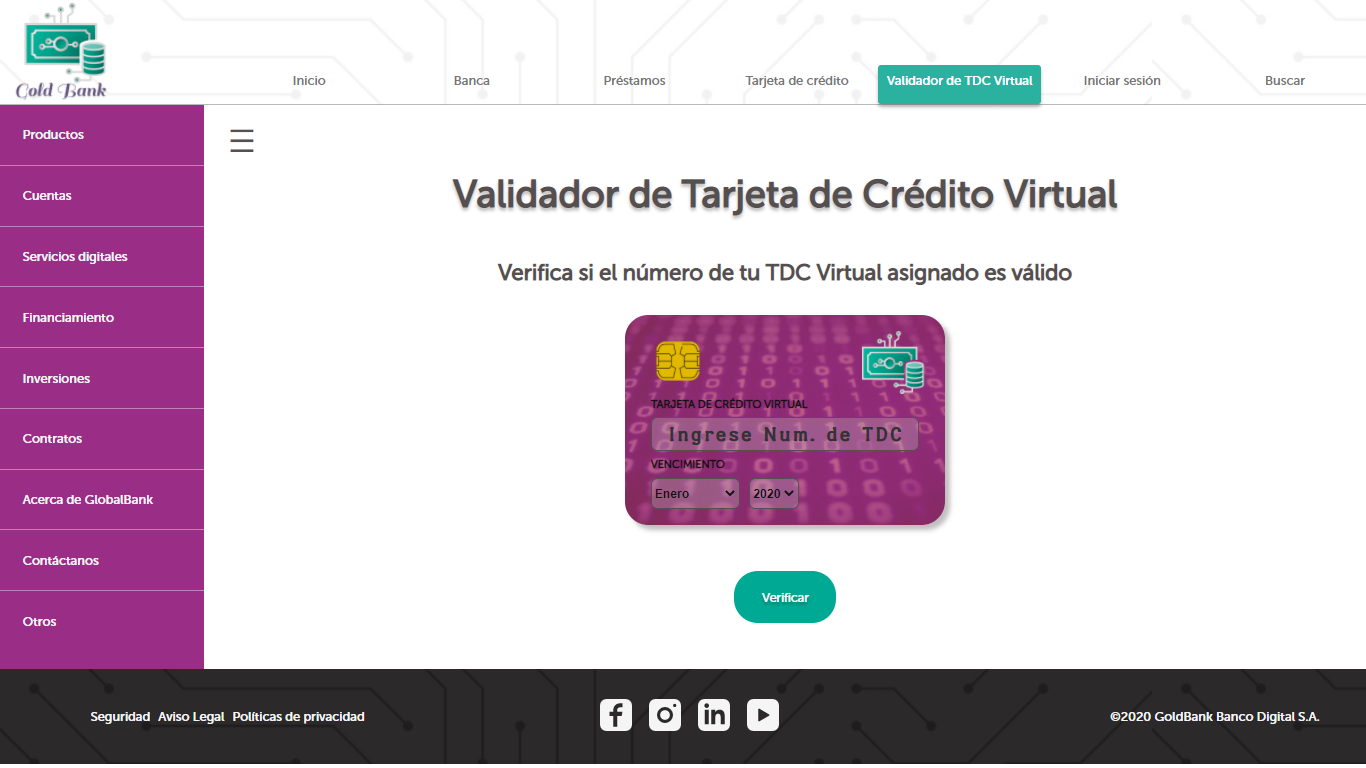 Gold Bank
Inicio Banca Préstamos Tarjeta de crédito Validador de TDC Virtual Iniciar sesión Buscar
Productos
Cuentas
Servicios digitales
Financiamiento
Inversiones
Contratos
Acerca de GlobalBank
Contáctanos
Otros
Validador de Tarjeta de Crédito Virtual
Verifica si el número de tu TDC Virtual asignado es válido
TARJETA DE CRÉDITO VIRTUAL
Ingrese Num. de TDC
VENCIMIENTO
Enero 2020
Verificar
Seguridad Aviso Legal Políticas de privacidad
©2020 GoldBank Banco Digital S.A.